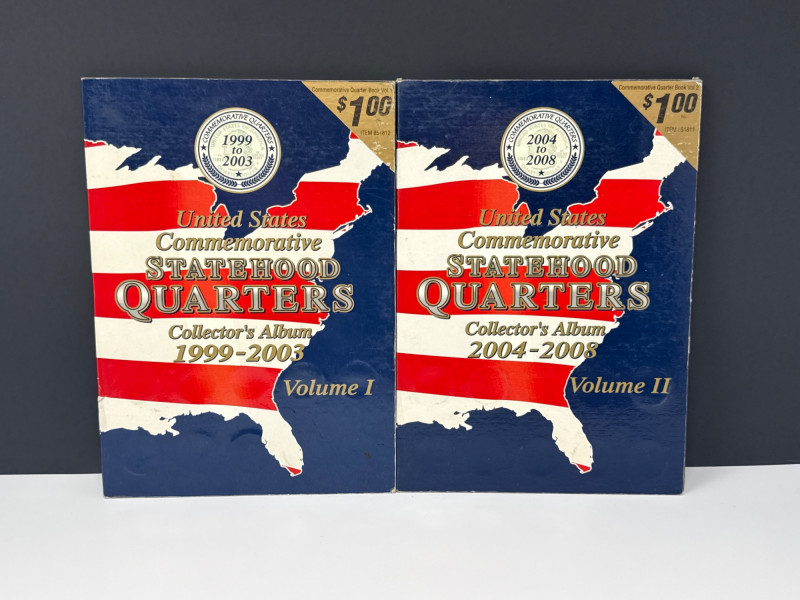 Commemorative Quarter Book Vol 1
$1.00
COMMEMORATIVE QUARTERS
1999
to
2003
United States
Commemorative
STATEHOOD
QUARTERS
Collector's Album
1999-2003
Volume I
Commemorative Quarter Book Vol 2
$1.00
COMMEMORATIVE QUARTERS
2004
to
2008
United States
Commemorative
STATEHOOD
QUARTERS
Collector's Album
2004-2008
Volume II